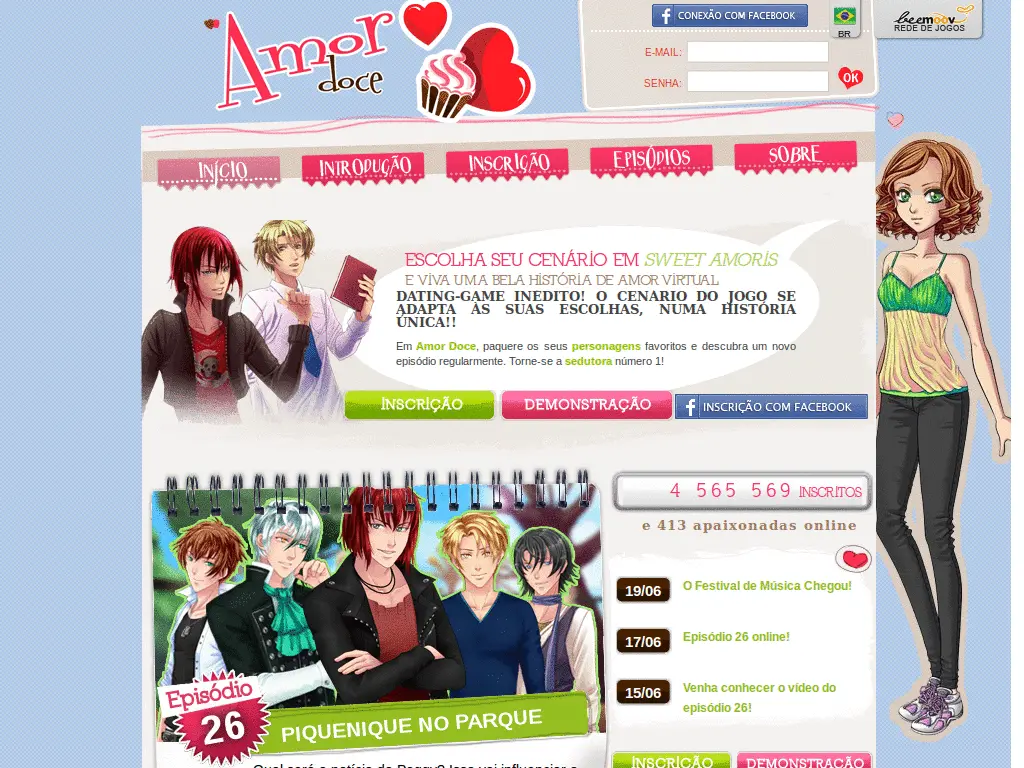 Amor
doce
CONEXÃO COM FACEBOOK
E-MAIL:
SENHA:
OK
BR
beemoov
REDE DE JOGOS
INÍCIO
INTRODUÇÃO
INSCRIÇÃO
EPISÓDIOS
SOBRE
ESCOLHA SEU CENÁRIO EM SWEET AMORIS
E VIVA UMA BELA HISTÓRIA DE AMOR VIRTUAL
DATING-GAME INEDITO! O CENARIO DO JOGO SE
ADAPTA ÀS SUAS ESCOLHAS, NUMA HISTÓRIA
ÚNICA!!
Em Amor Doce, paquere os seus personagens favoritos e descubra um novo
episódio regularmente. Torne-se a sedutora número 1!
INSCRIÇÃO
DEMONSTRAÇÃO
INSCRIÇÃO COM FACEBOOK
Episódio
26
PIQUENIQUE NO PARQUE
4 565 569 INSCRITOS
e 413 apaixonadas online
19/06
O Festival de Música Chegou!
17/06
Episódio 26 online!
15/06
Venha conhecer o vídeo do
episódio 26!
INSCRIÇÃO
DEMONSTRAÇÃO